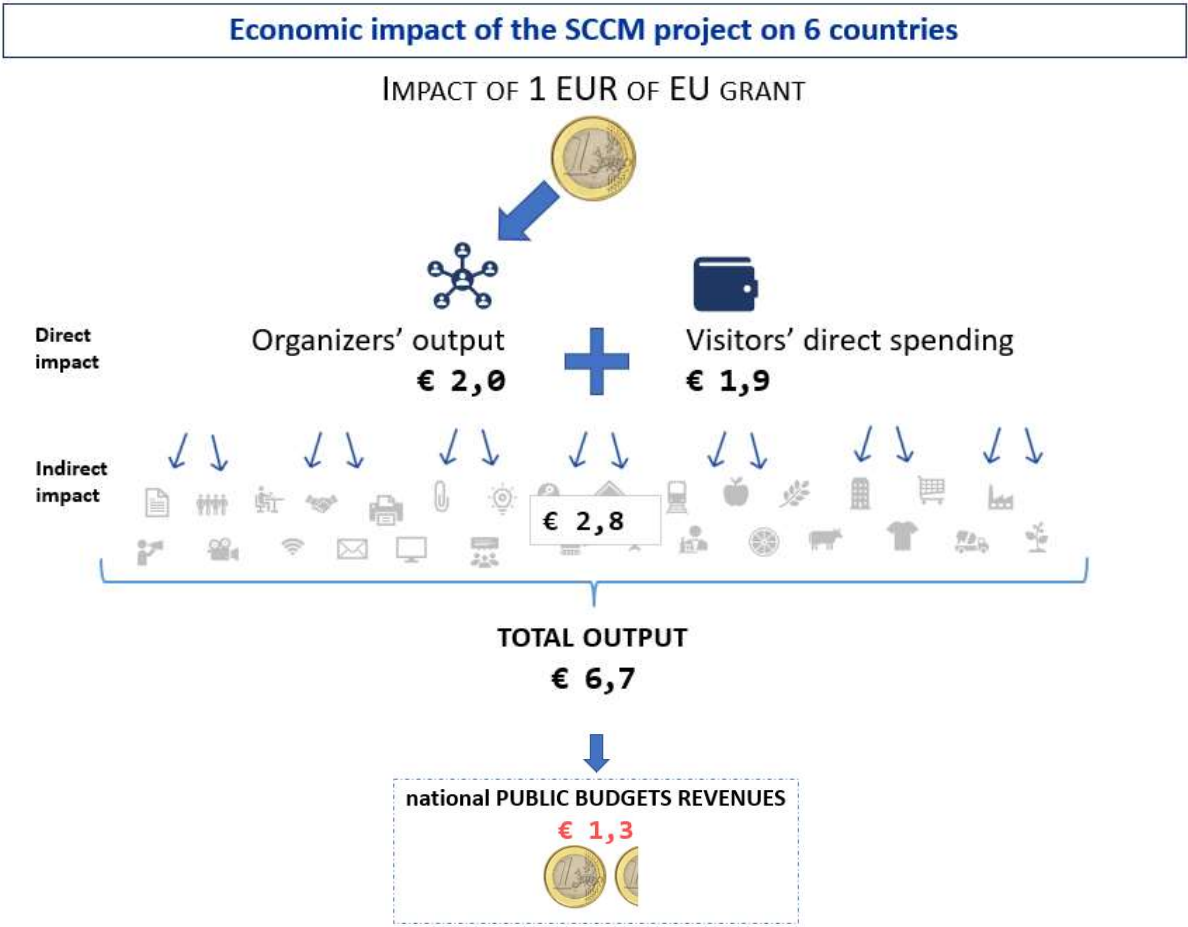 Economic impact of the SCCM project on 6 countries
IMPACT OF 1 EUR OF EU GRANT
Direct
impact
Organizers’ output
€ 2,0
Visitors’ direct spending
€ 1,9
Indirect
impact
€ 2,8
TOTAL OUTPUT
€ 6,7
national PUBLIC BUDGETS REVENUES
€ 1,3